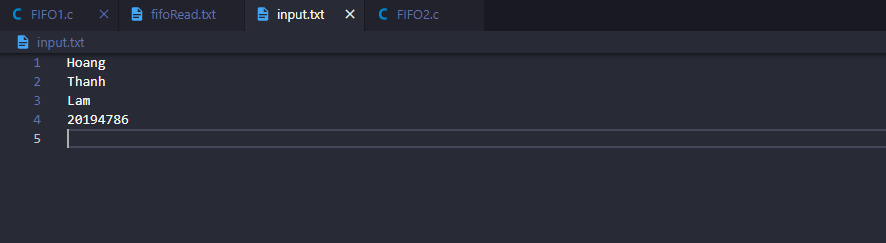 C FIFO1.c × fifoRead.txt input.txt × C FIFO2.c
input.txt
1 Hoang
2 Thanh
3 Lam
4 20194786
5